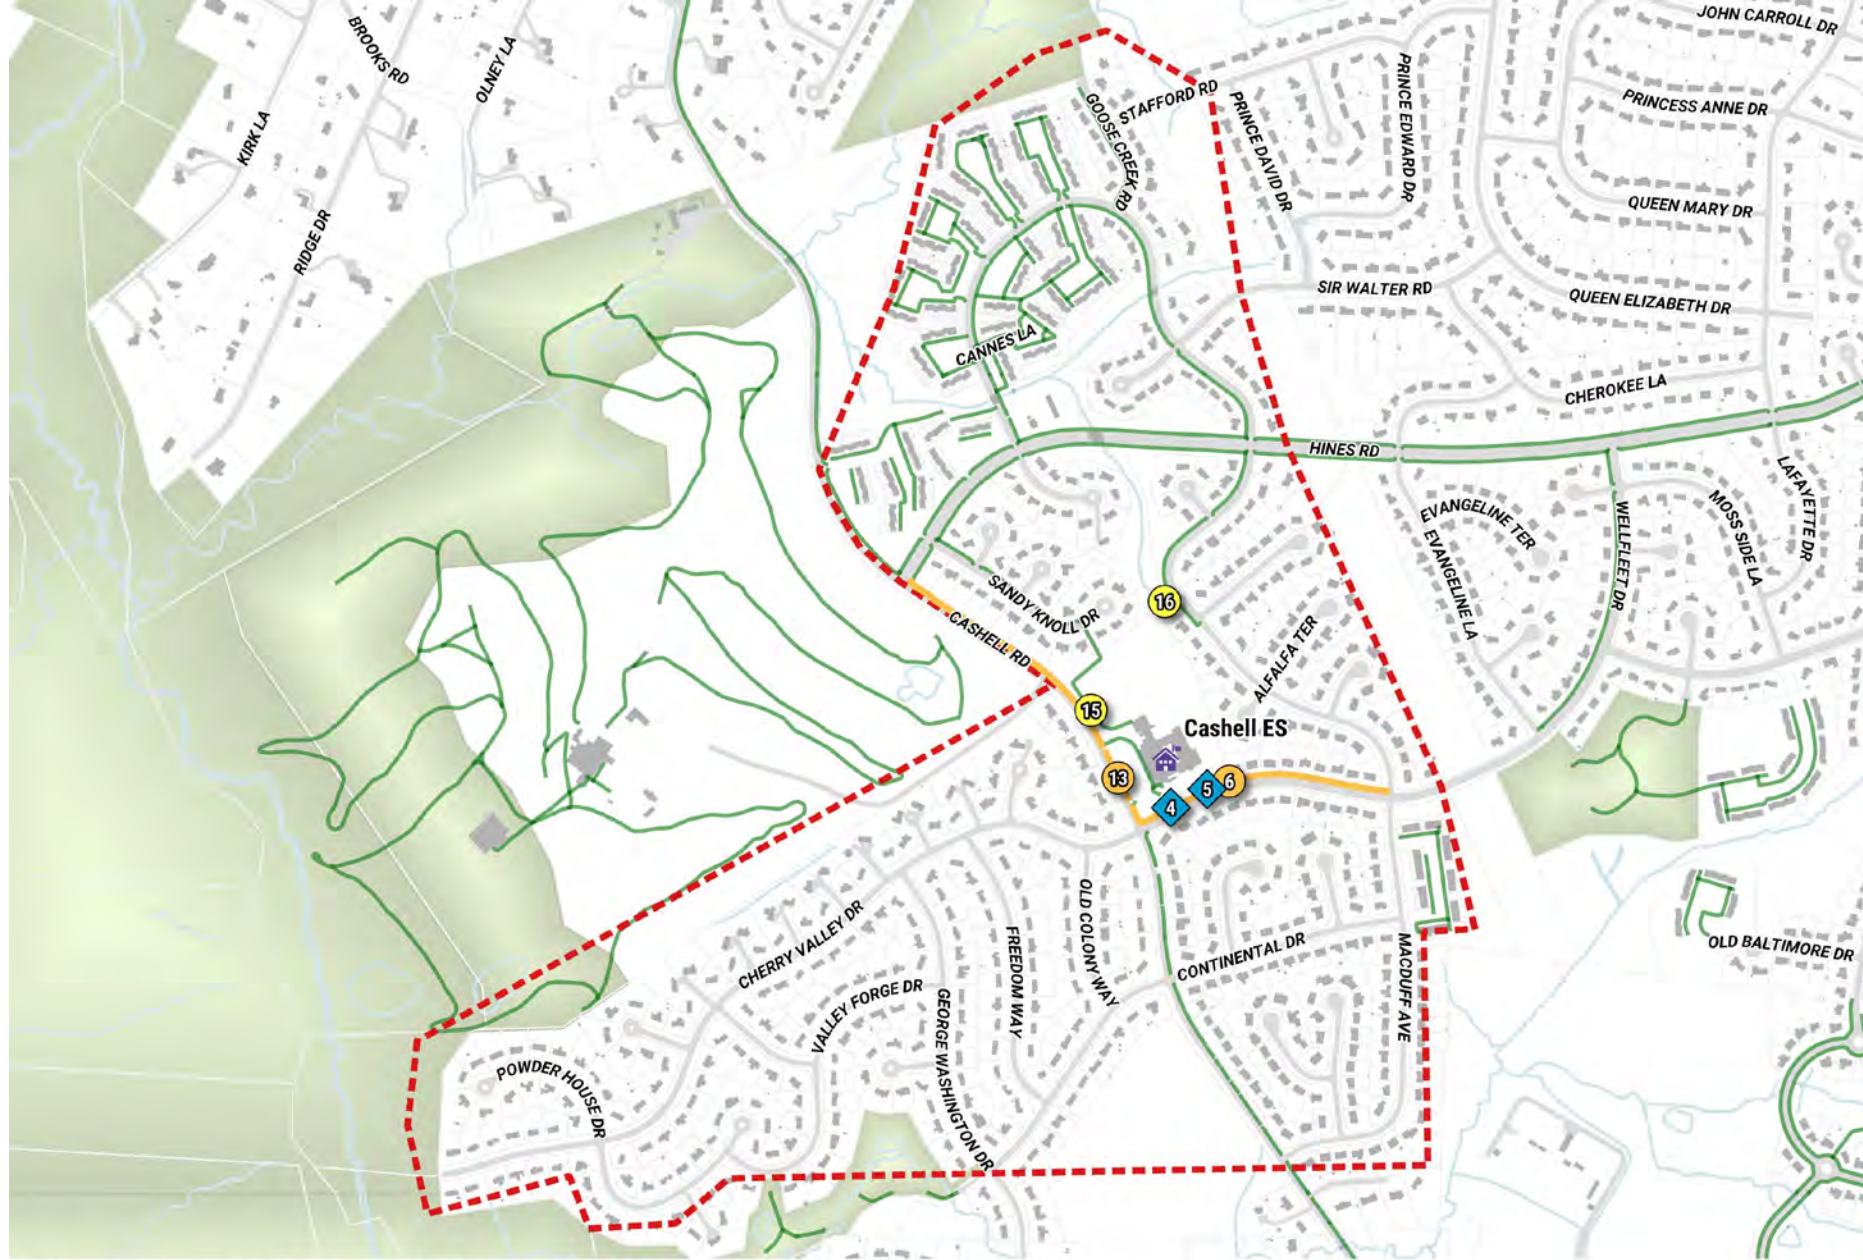 JOHN CARROLL DR
BROOKS RD
OLNEY LA
KIRK LA
RIDGE DR
STAFFORD RD
GOOSE CREEK RD
PRINCE DAVID DR
PRINCE EDWARD DR
PRINCESS ANNE DR
QUEEN MARY DR
SIR WALTER RD
QUEEN ELIZABETH DR
CANNES LA
CHEROKEE LA
HINES RD
EVANGELINE TER
EVANGELINE LA
WELLFLEET DR
MOSS SIDE LA
LAFAYETTE DR
SANDY KNOLL DR
CASHELL RD
16
ALFALFA TER
15
Cashell ES
13
4
5
6
CHERRY VALLEY DR
VALLEY FORGE DR
GEORGE WASHINGTON DR
FREEDOM WAY
OLD COLONY WAY
CONTINENTAL DR
MACDUFF AVE
OLD BALTIMORE DR
POWDER HOUSE DR